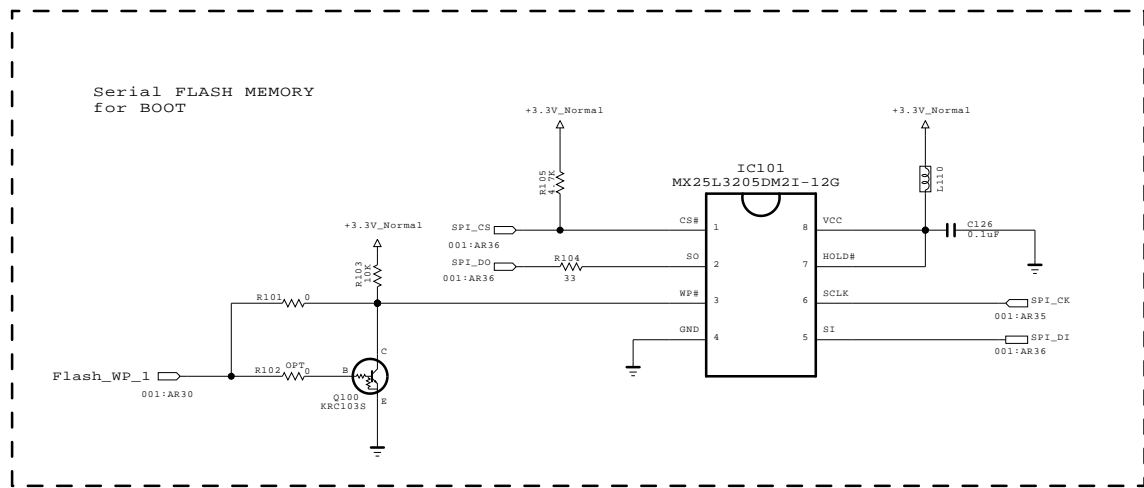 Serial FLASH MEMORY
for BOOT
+3.3V_Normal
+3.3V_Normal
R105
4.7K
L110
IC101
MX25L3205DM2I-12G
SPI_CS
001:AR36
CS#
1
8
VCC
C126
0.1uF
SPI_DO
001:AR36
R104
33
SO
2
7
HOLD#
+3.3V_Normal
R103
10K
R101
0
WP#
3
6
SCLK
SPI_CK
001:AR35
GND
4
5
SI
SPI_DI
001:AR36
Flash_WP_1
001:AR30
R102
OPT
0
B
C
E
Q100
KRC103S